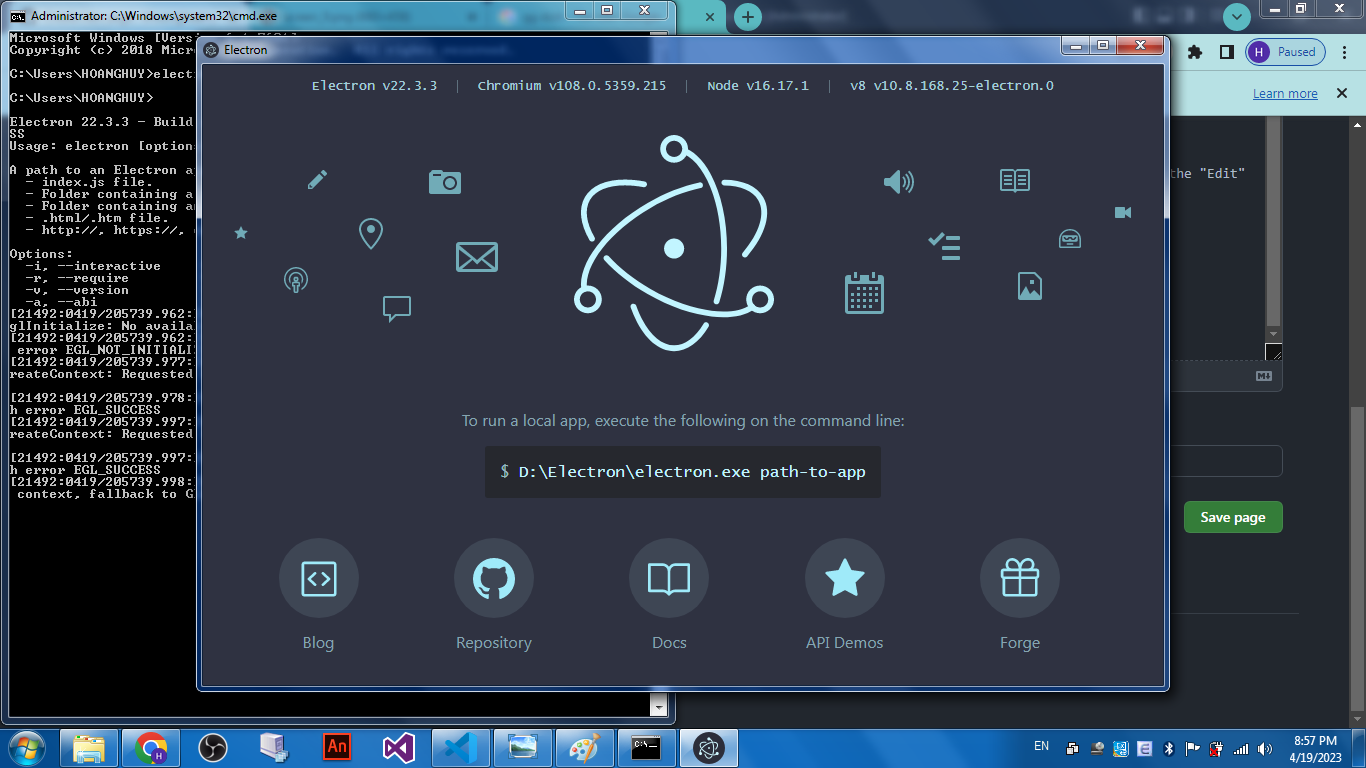 Administrator: C:\Windows\system32\cmd.exe
Microsoft Windows [Vers
Copyright (c) 2018 Micr
C:\Users\HOANGHUY>elect
C:\Users\HOANGHUY>
Electron 22.3.3 - Build
SS
Usage: electron [option
A path to an Electron a
- index.js file.
- Folder containing a
- Folder containing a
- .html/.htm file.
- http://, https://,
Options:
-i, --interactive
-r, --require
-v, --version
-a, --abi
[21492:0419/205739.962:
glInitialize: No availa
[21492:0419/205739.962:
error EGL_NOT_INITIALI
[21492:0419/205739.977:
reateContext: Requested
[21492:0419/205739.978:
h error EGL_SUCCESS
[21492:0419/205739.997:
reateContext: Requested
[21492:0419/205739.997:
h error EGL_SUCCESS
[21492:0419/205739.998:
context, fallback to G
Electron
Electron v22.3.3 | Chromium v108.0.5359.215 | Node v16.17.1 | v8 v10.8.168.25-electron.0
To run a local app, execute the following on the command line:
$ D:\Electron\electron.exe path-to-app
Blog
Repository
Docs
API Demos
Forge
H
Paused
Learn more
the "Edit"
Save page
H
An
C:\_
EN
8:57 PM
4/19/2023